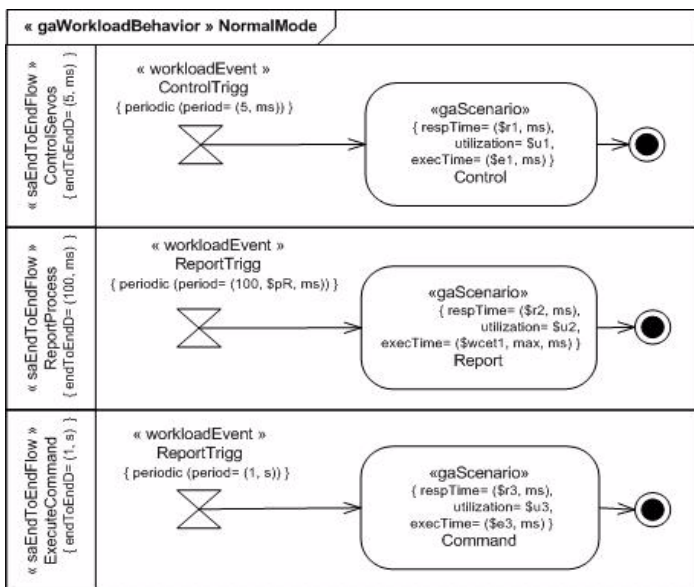 « gaWorkloadBehavior » NormalMode
« saEndToEndFlow »
ControlServos
{ endToEndD= (5, ms) }
« workloadEvent »
ControlTrigg
{ periodic (period= (5, ms)) }
«gaScenario»
{ respTime= ($r1, ms),
utilization= $u1,
execTime= ($e1, ms) }
Control
« saEndToEndFlow »
ReportProcess
{ endToEndD= (100, ms) }
« workloadEvent »
ReportTrigg
{ periodic (period= (100, $pR, ms)) }
«gaScenario»
{ respTime= ($r2, ms),
utilization= $u2,
execTime= ($wcet1, max, ms) }
Report
« saEndToEndFlow »
ExecuteCommand
{ endToEndD= (1, s) }
« workloadEvent »
ReportTrigg
{ periodic (period= (1, s)) }
«gaScenario»
{ respTime= ($r3, ms),
utilization= $u3,
execTime= ($e3, ms) }
Command